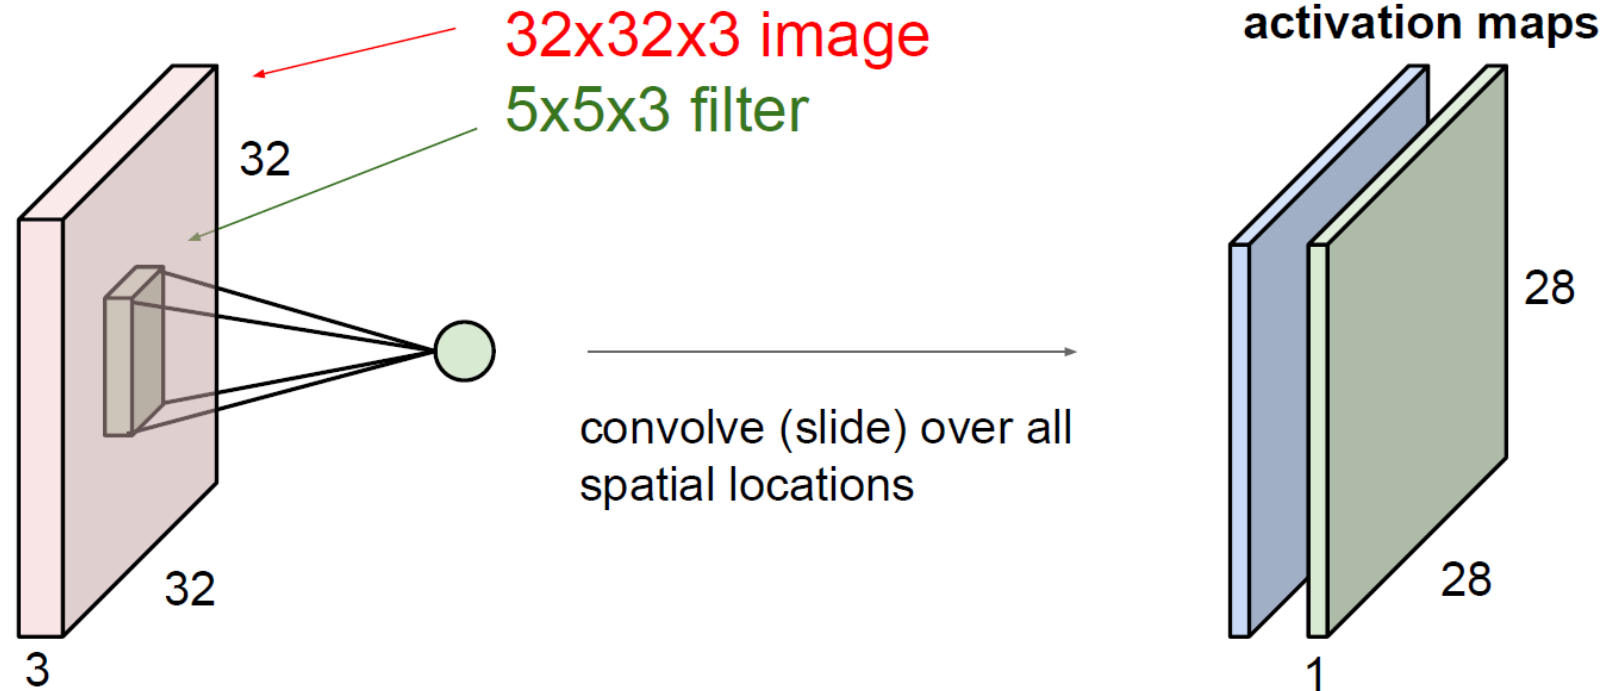 32x32x3 image
5x5x3 filter
activation maps
32
32
3
convolve (slide) over all
spatial locations
28
28
1